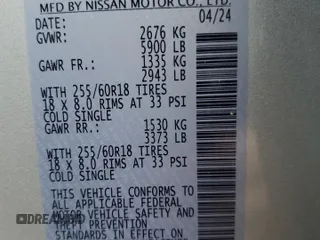 MFD BY NISSAN MOTOR CO., LTD.
DATE: 04/24
GVWR: 2676 KG
5900 LB
GAWR FR.: 1335 KG
2943 LB
WITH 255/60R18 TIRES
18 X 8.0 RIMS AT 33 PSI
COLD SINGLE
GAWR RR.: 1530 KG
3373 LB
WITH 255/60R18 TIRES
18 X 8.0 RIMS AT 33 PSI
COLD SINGLE
THIS VEHICLE CONFORMS TO
ALL APPLICABLE FEDERAL
MOTOR VEHICLE SAFETY AND
THEFT PREVENTION
STANDARDS IN EFFECT ON